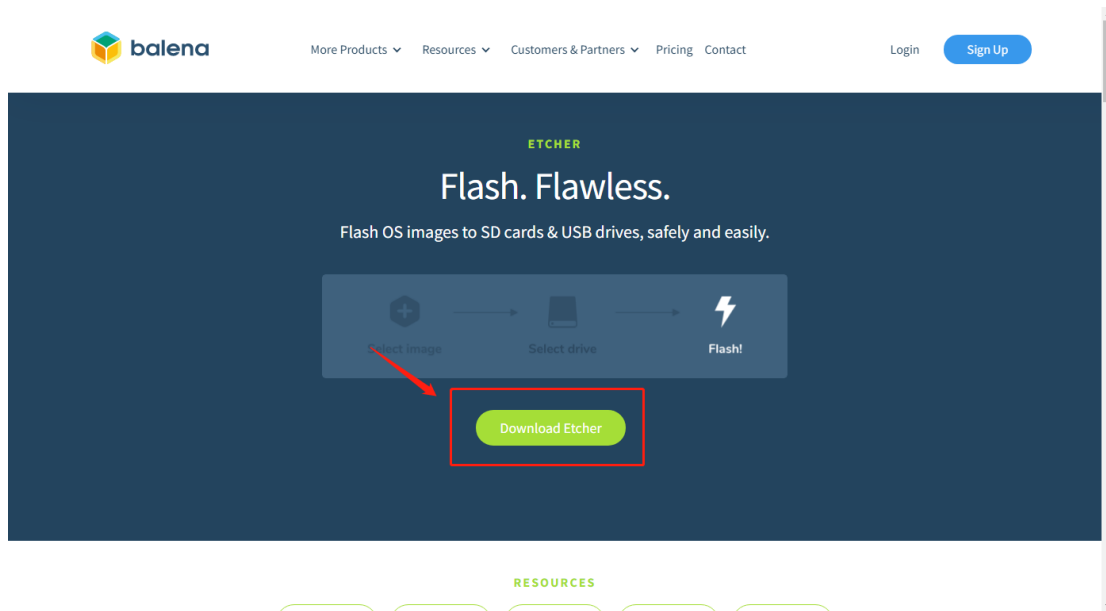 balena
More Products Resources Customers & Partners Pricing Contact Login Sign Up
ETCHER
Flash. Flawless.
Flash OS images to SD cards & USB drives, safely and easily.
Select image Select drive Flash!
Download Etcher
RESOURCES